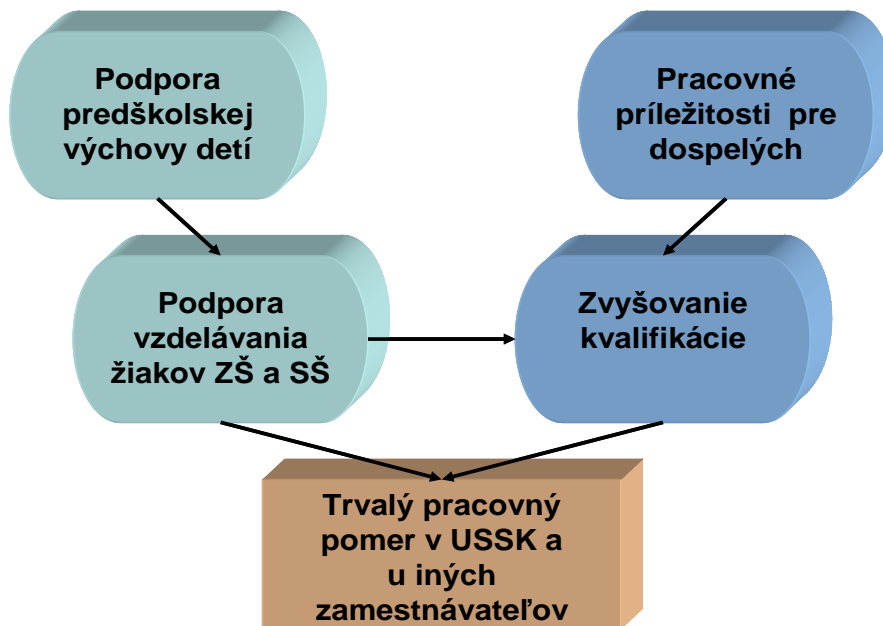 Podpora
predškolskej
výchovy detí
Pracovné
príležitosti  pre
dospelých
Podpora
vzdelávania
žiakov ZŠ a SŠ
Zvyšovanie
kvalifikácie
Trvalý pracovný
pomer v USSK a
u iných
zamestnávateľov